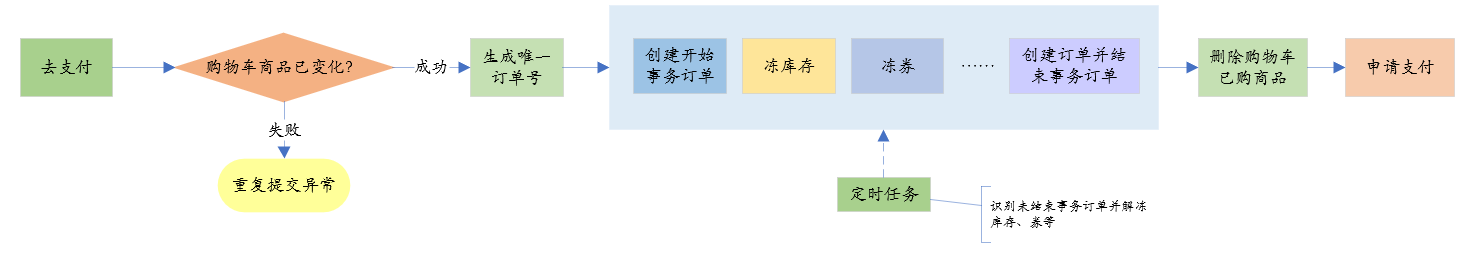 去支付
购物车商品已变化?
成功
生成唯一
订单号
创建开始
事务订单
冻库存
冻券
······
创建订单并结
束事务订单
删除购物车
已购商品
申请支付
失败
重复提交异常
定时任务
识别未结束事务订单并解冻
库存、券等